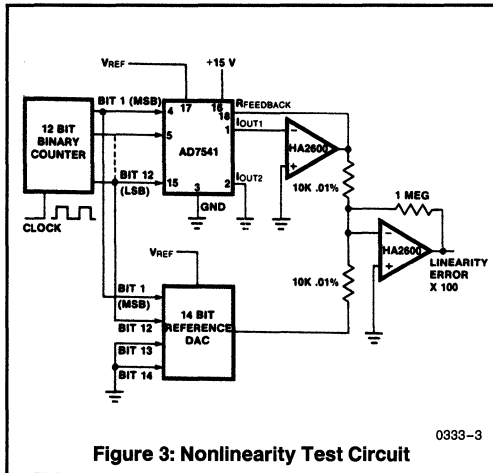 VREF
+15 V
BIT 1 (MSB)
4
17
16
RFEEDBACK
18
IOUT1
1
12 BIT
BINARY
COUNTER
5
AD7541
HA2600
BIT 12
(LSB)
15
3
2
IOUT2
GND
10K .01%
1 MEG
CLOCK
VREF
HA2600
LINEARITY
ERROR
X 100
10K .01%
BIT 1
(MSB)
BIT 12
BIT 13
BIT 14
14 BIT
REFERENCE
DAC
0333-3
Figure 3: Nonlinearity Test Circuit